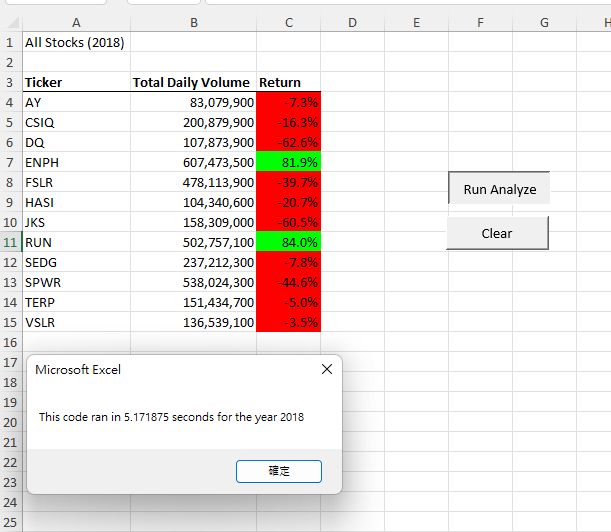 A B C D E F G H
1 All Stocks (2018)
2
3 Ticker Total Daily Volume Return
4 AY 83,079,900 -7.3%
5 CSIQ 200,879,900 -16.3%
6 DQ 107,873,900 -62.6%
7 ENPH 607,473,500 81.9%
8 FSLR 478,113,900 -39.7%
Run Analyze
9 HASI 104,340,600 -20.7%
10 JKS 158,309,000 -60.5%
11 RUN 502,757,100 84.0%
Clear
12 SEDG 237,212,300 -7.8%
13 SPWR 538,024,300 -44.6%
14 TERP 151,434,700 -5.0%
15 VSLR 136,539,100 -3.5%
16
17
18
19
20
21
22
23
24
25
Microsoft Excel
This code ran in 5.171875 seconds for the year 2018
確定